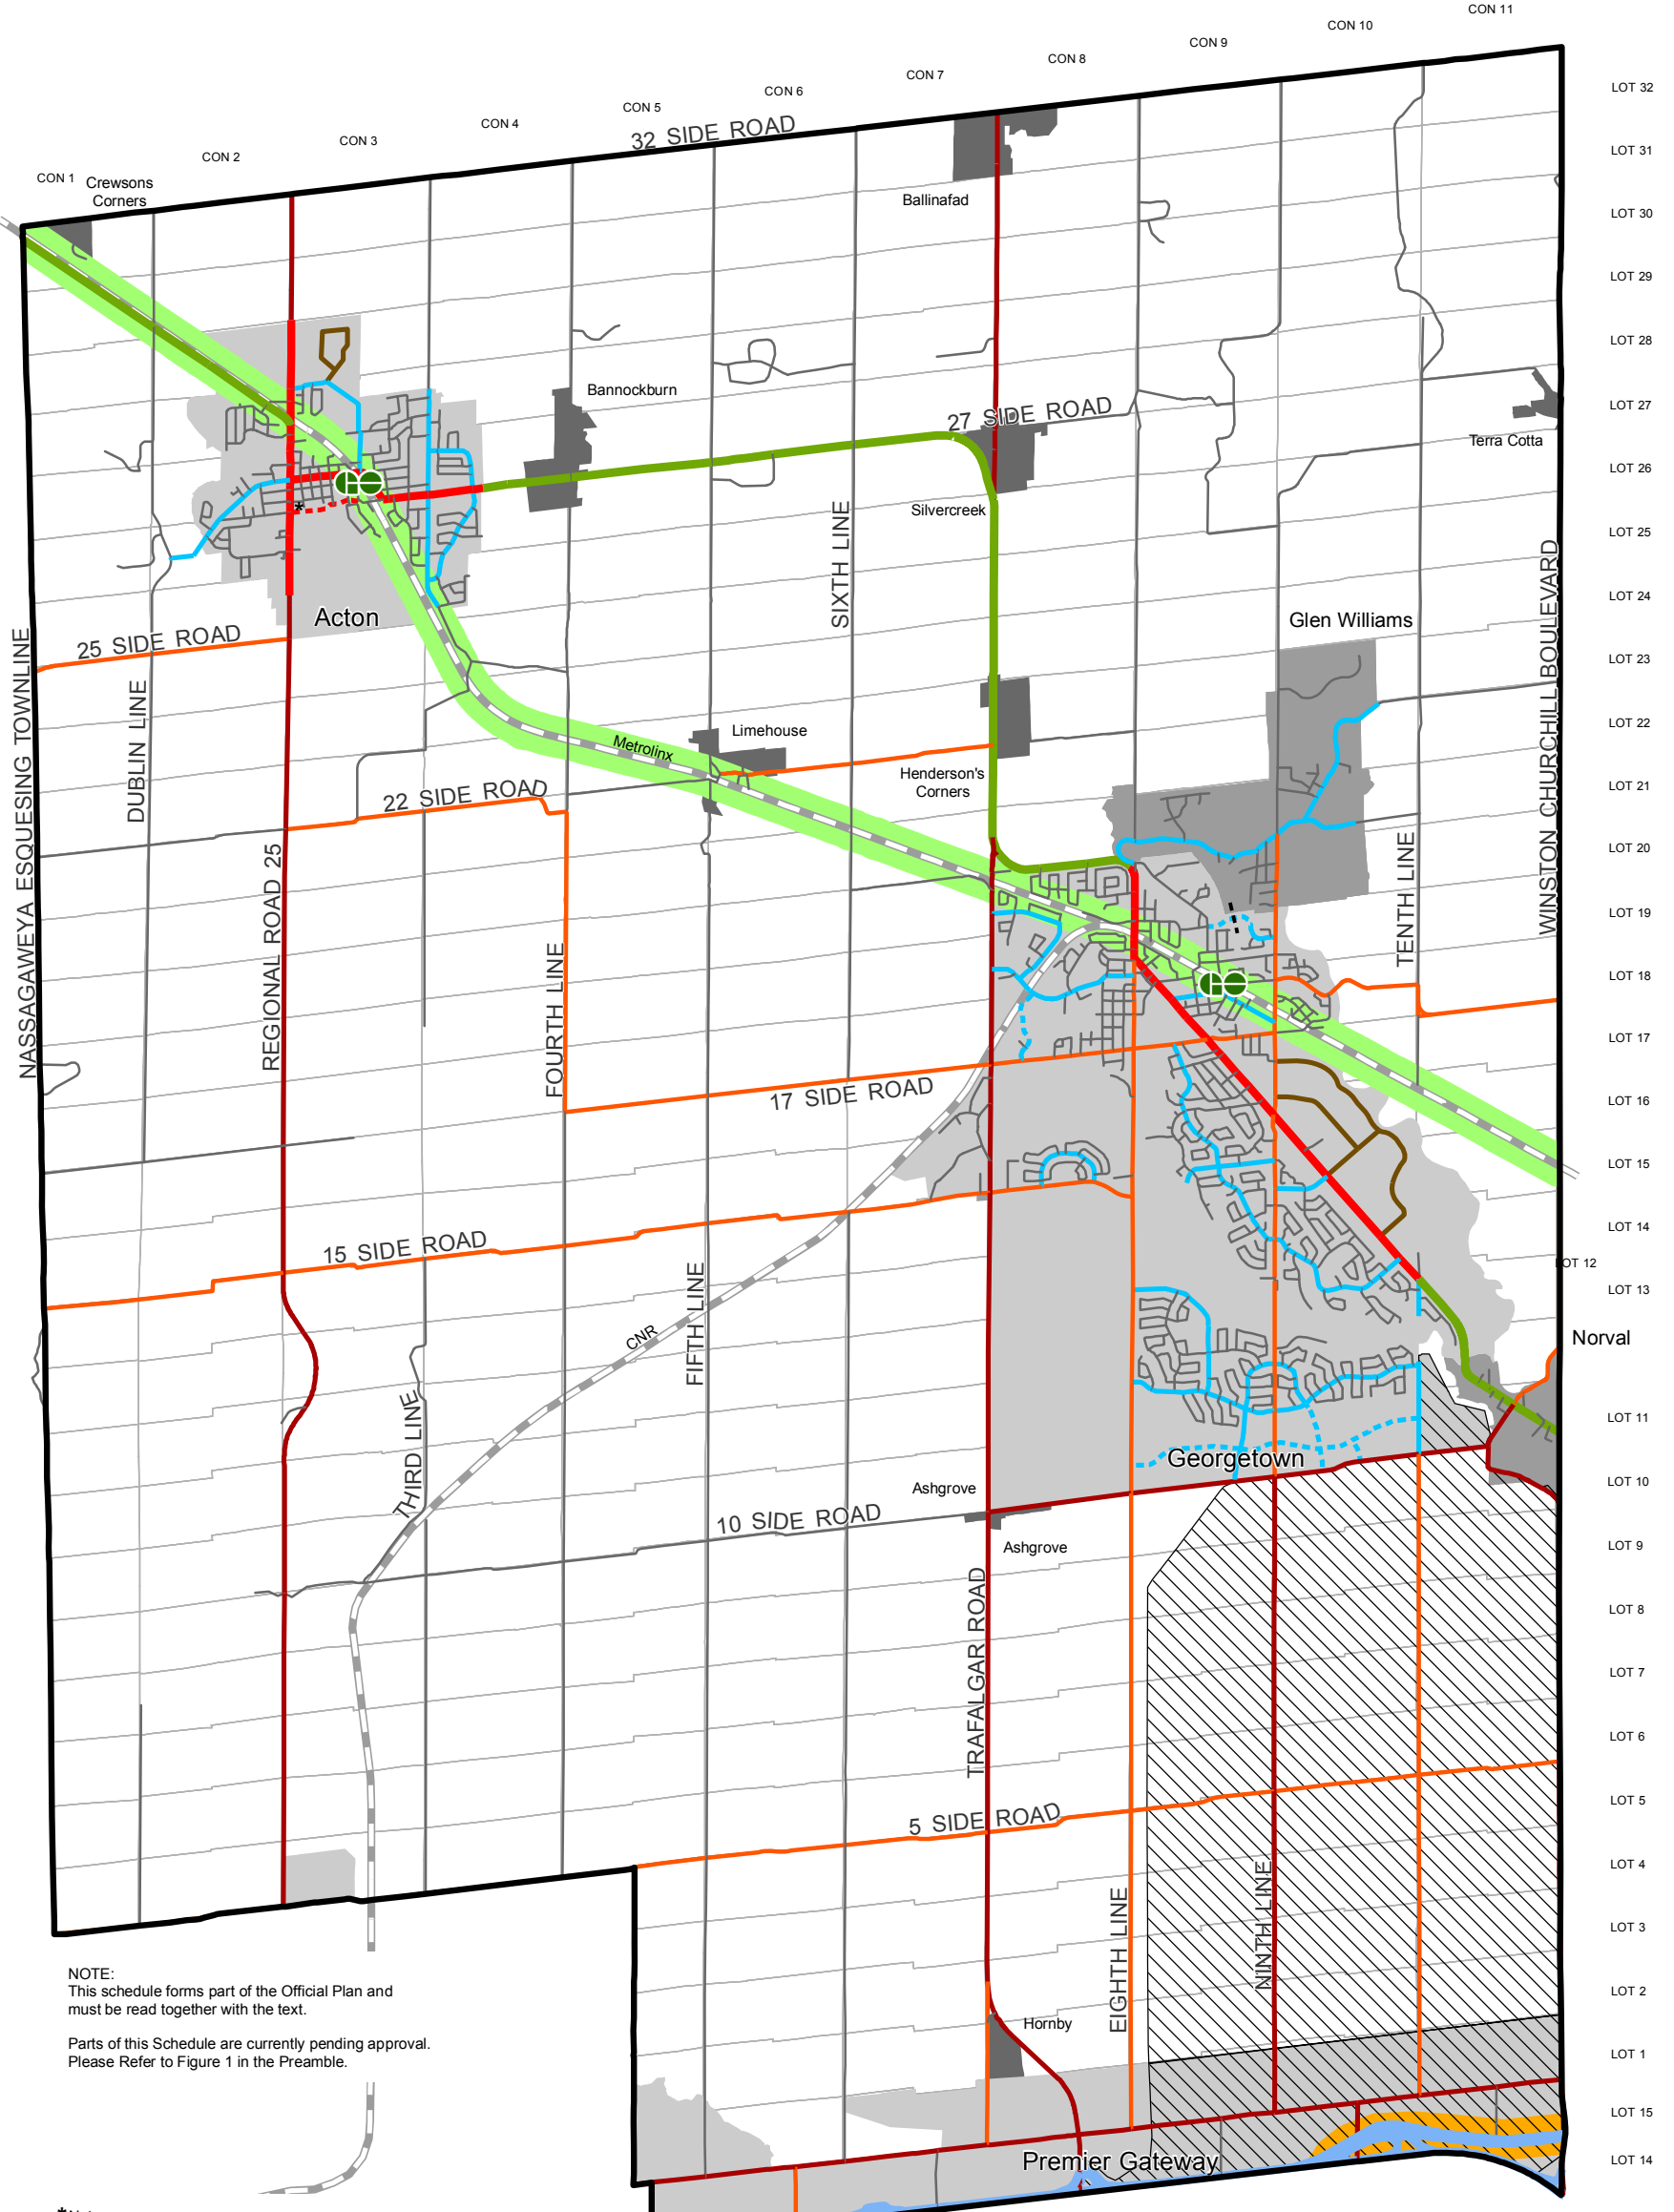 CON 11
CON 10
CON 9
CON 8
CON 7
CON 6
CON 5
CON 4
CON 3
CON 2
CON 1
LOT 32
LOT 31
LOT 30
LOT 29
LOT 28
LOT 27
LOT 26
LOT 25
LOT 24
LOT 23
LOT 22
LOT 21
LOT 20
LOT 19
LOT 18
LOT 17
LOT 16
LOT 15
LOT 14
OT 12
LOT 13
LOT 11
LOT 10
LOT 9
LOT 8
LOT 7
LOT 6
LOT 5
LOT 4
LOT 3
LOT 2
LOT 1
LOT 15
LOT 14
32 SIDE ROAD
Crewsons
Corners
Ballinafad
Bannockburn
27 SIDE ROAD
Terra Cotta
Silvercreek
*
Acton
25 SIDE ROAD
SIXTH LINE
Glen Williams
WINSTON CHURCHILL BOULEVARD
NASSAGAWEYA ESQUESING TOWNLINE
DUBLIN LINE
Limehouse
Metrolinx
Henderson's
Corners
22 SIDE ROAD
REGIONAL ROAD 25
TENTH LINE
FOURTH LINE
17 SIDE ROAD
15 SIDE ROAD
FIFTH LINE
CNR
Norval
THIRD LINE
Georgetown
Ashgrove
10 SIDE ROAD
Ashgrove
TRAFALGAR ROAD
5 SIDE ROAD
EIGHTH LINE
NINTH LINE
Hornby
Premier Gateway
NOTE:
This schedule forms part of the Official Plan and
must be read together with the text.
Parts of this Schedule are currently pending approval.
Please Refer to Figure 1 in the Preamble.